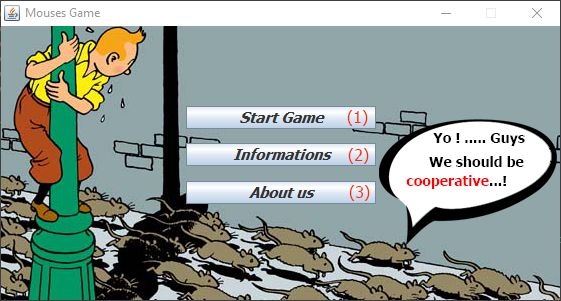 Mouses Game
Start Game (1)
Informations (2)
About us (3)
Yo ! ..... Guys
We should be
cooperative...!